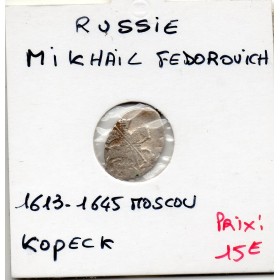 RUSSIE
MIKHAIL FEDOROVICH
1613-1645 MOSCOU
KOPECK
PRIX:
15€